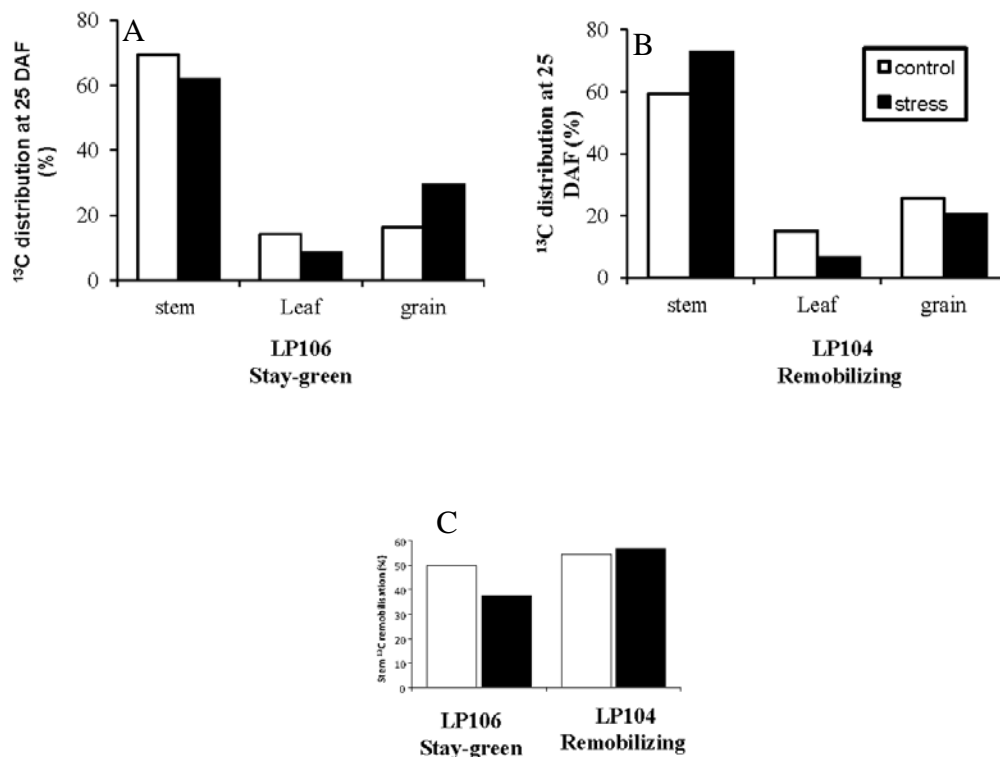 A
¹³C distribution at 25 DAF
(%)
80
60
40
20
0
stem
Leaf
grain
LP106
Stay-green
B
¹³C distribution at 25
DAF (%)
80
60
40
20
0
control
stress
stem
Leaf
grain
LP104
Remobilizing
C
Stem ¹³C remobilisation (%)
60
50
40
30
20
10
0
LP106
Stay-green
LP104
Remobilizing